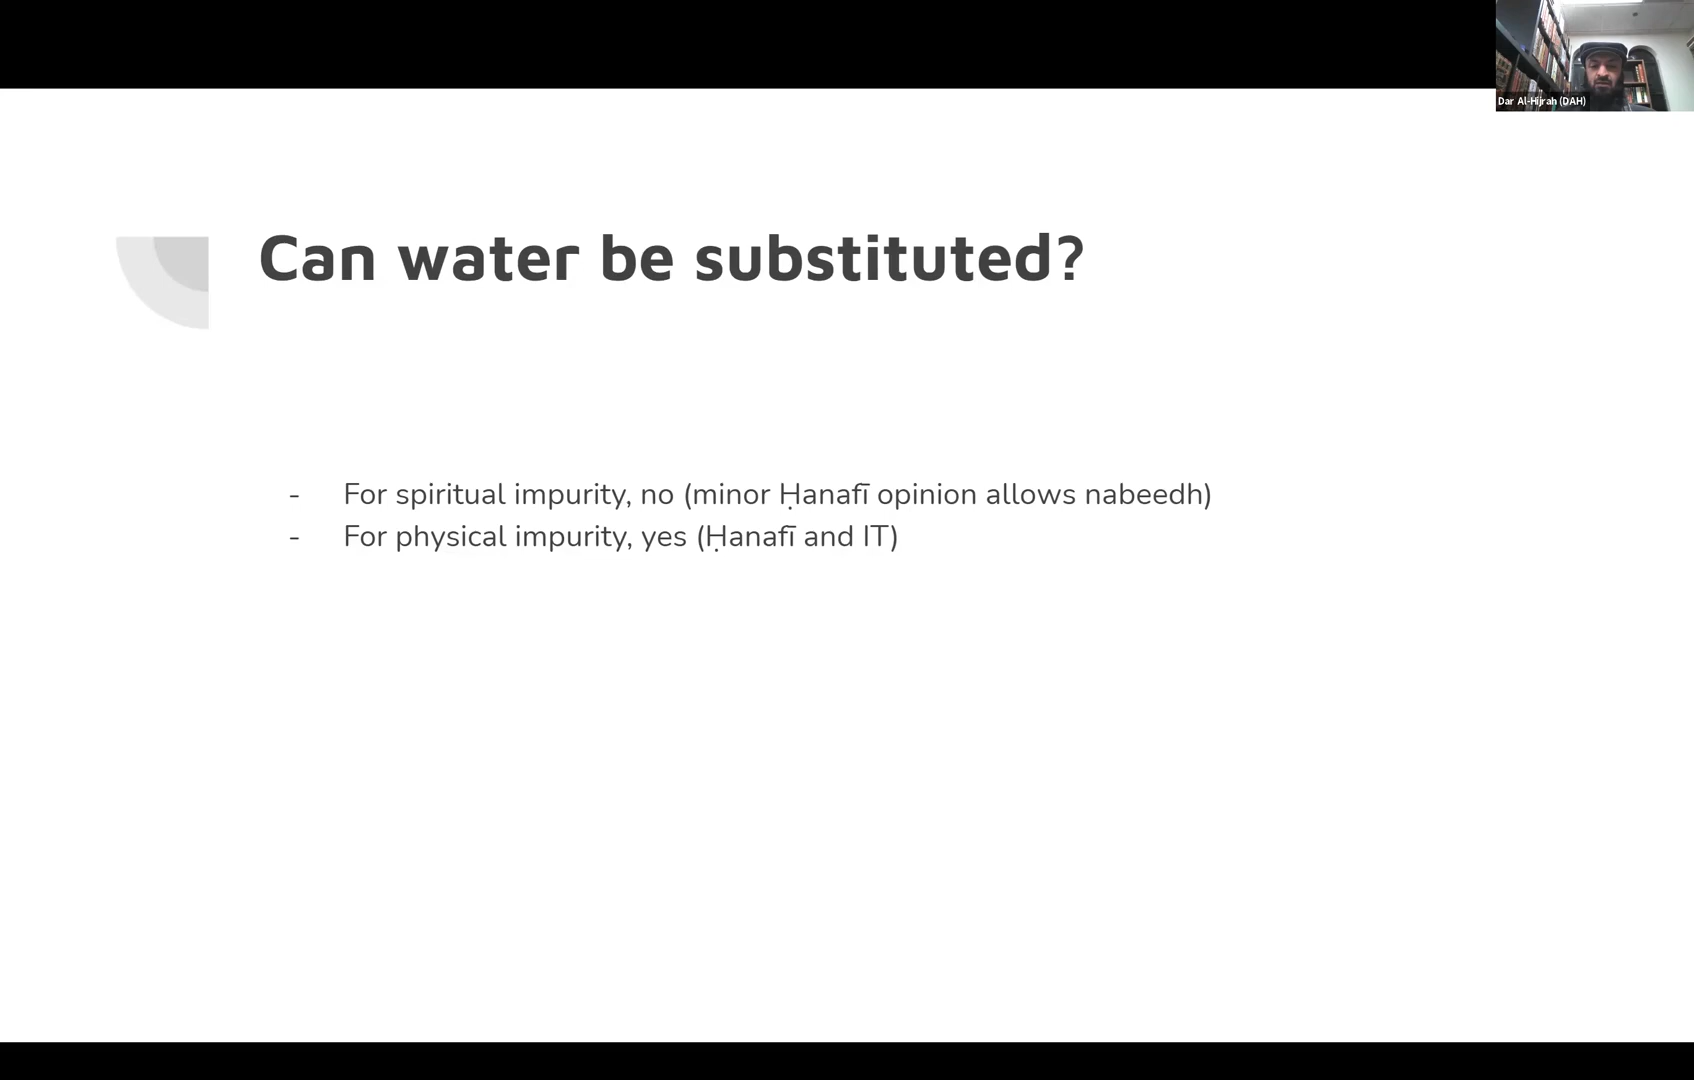 Dar Al-Hijrah (DAH)
Can water be substituted?
- For spiritual impurity, no (minor Ḥanafī opinion allows nabeedh)
- For physical impurity, yes (Ḥanafī and IT)